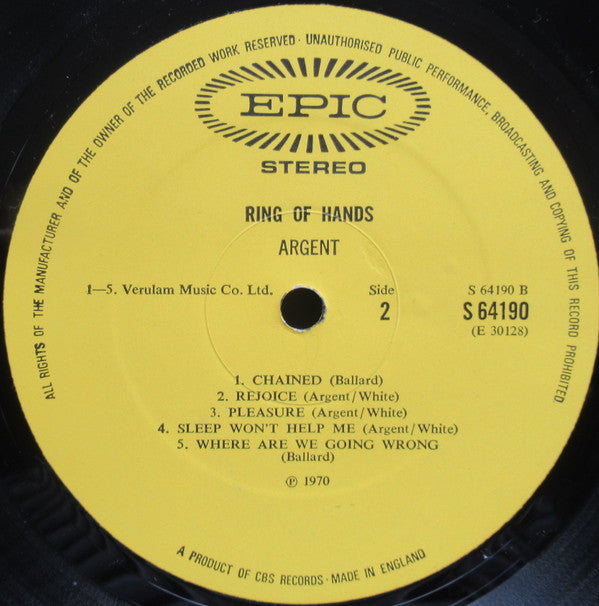 ALL RIGHTS OF THE MANUFACTURER AND OF THE OWNER OF THE RECORDED WORK RESERVED · UNAUTHORISED PUBLIC PERFORMANCE, BROADCASTING AND COPYING OF THIS RECORD PROHIBITED
EPIC
STEREO
RING OF HANDS
ARGENT
1—5. Verulam Music Co. Ltd.
Side
2
S 64190 B
S 64190
(E 30128)
1. CHAINED (Ballard)
2. REJOICE (Argent/White)
3. PLEASURE (Argent/White)
4. SLEEP WON'T HELP ME (Argent/White)
5. WHERE ARE WE GOING WRONG
(Ballard)
℗ 1970
A PRODUCT OF CBS RECORDS · MADE IN ENGLAND